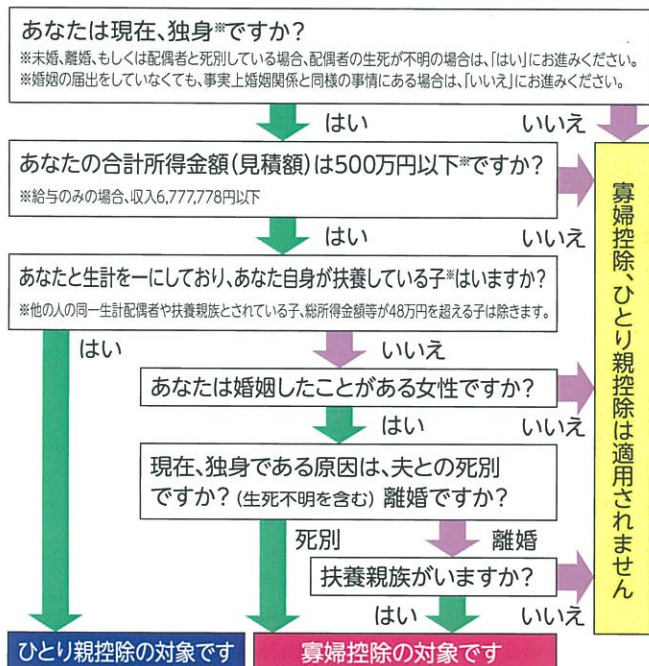 あなたは現在、独身※ですか?
※未婚、離婚、もしくは配偶者と死別している場合、配偶者の生死が不明の場合は、「はい」にお進みください。
※婚姻の届出をしていなくても、事実上婚姻関係と同様の事情にある場合は、「いいえ」にお進みください。
はい
いいえ
あなたの合計所得金額(見積額)は500万円以下※ですか?
※給与のみの場合、収入6,777,778円以下
はい
いいえ
あなたと生計を一にしており、あなた自身が扶養している子※はいますか?
※他の人の同一生計配偶者や扶養親族とされている子、総所得金額等が48万円を超える子は除きます。
はい
いいえ
あなたは婚姻したことがある女性ですか?
はい
いいえ
現在、独身である原因は、夫との死別
ですか?(生死不明を含む)離婚ですか?
死別
離婚
扶養親族がいますか?
はい
いいえ
寡婦控除、ひとり親控除は適用されません
ひとり親控除の対象です
寡婦控除の対象です